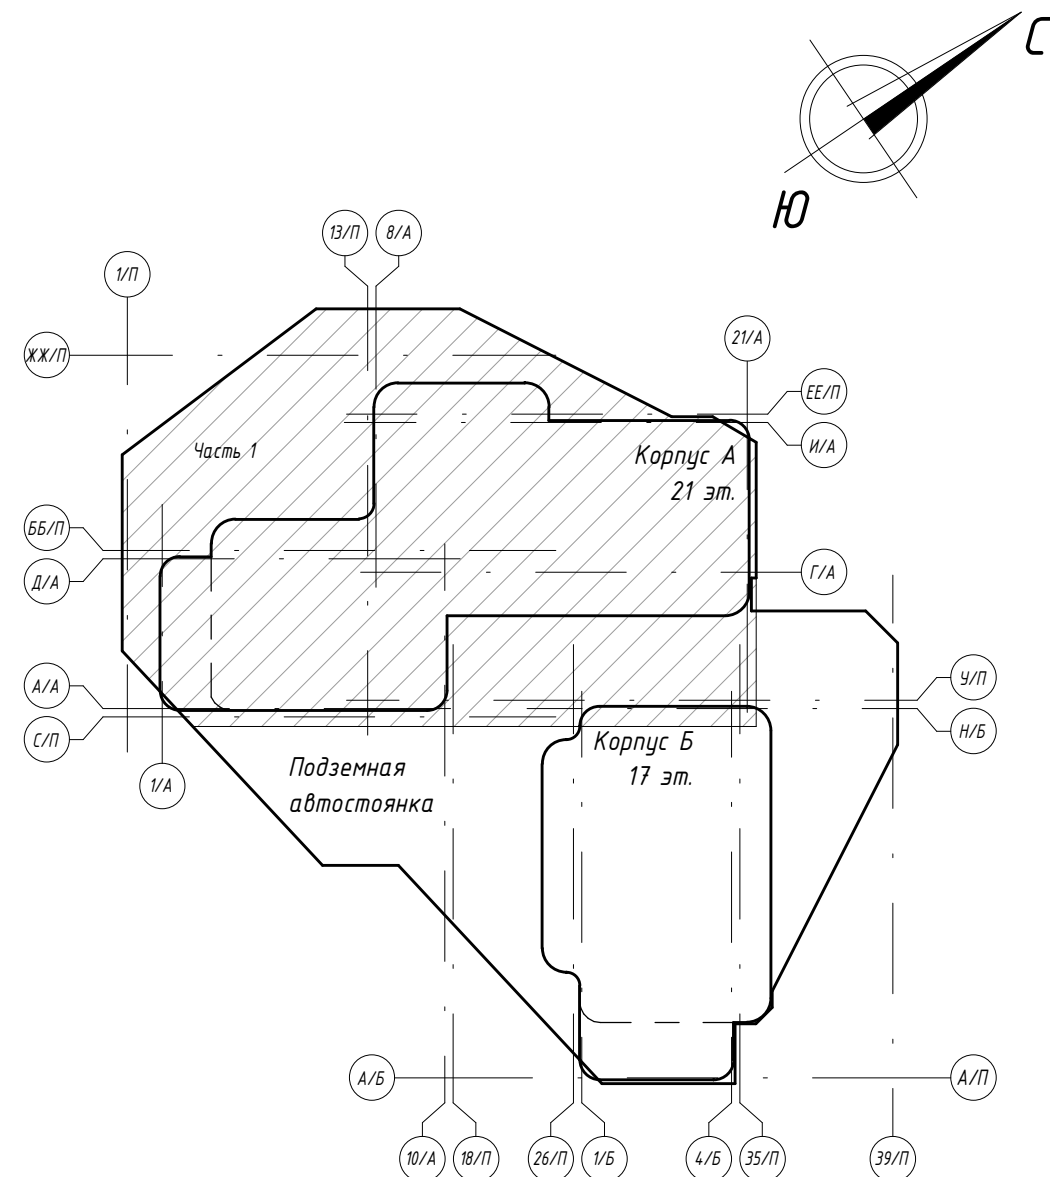 С
Ю
13/П
8/А
1/П
21/А
ЖЖ/П
ЕЕ/П
И/А
Часть 1
Корпус А
21 эт.
ББ/П
Д/А
Г/А
А/А
С/П
У/П
Н/Б
1/А
Подземная
автостоянка
Корпус Б
17 эт.
А/Б
А/П
10/А
18/П
26/П
1/Б
4/Б
35/П
39/П